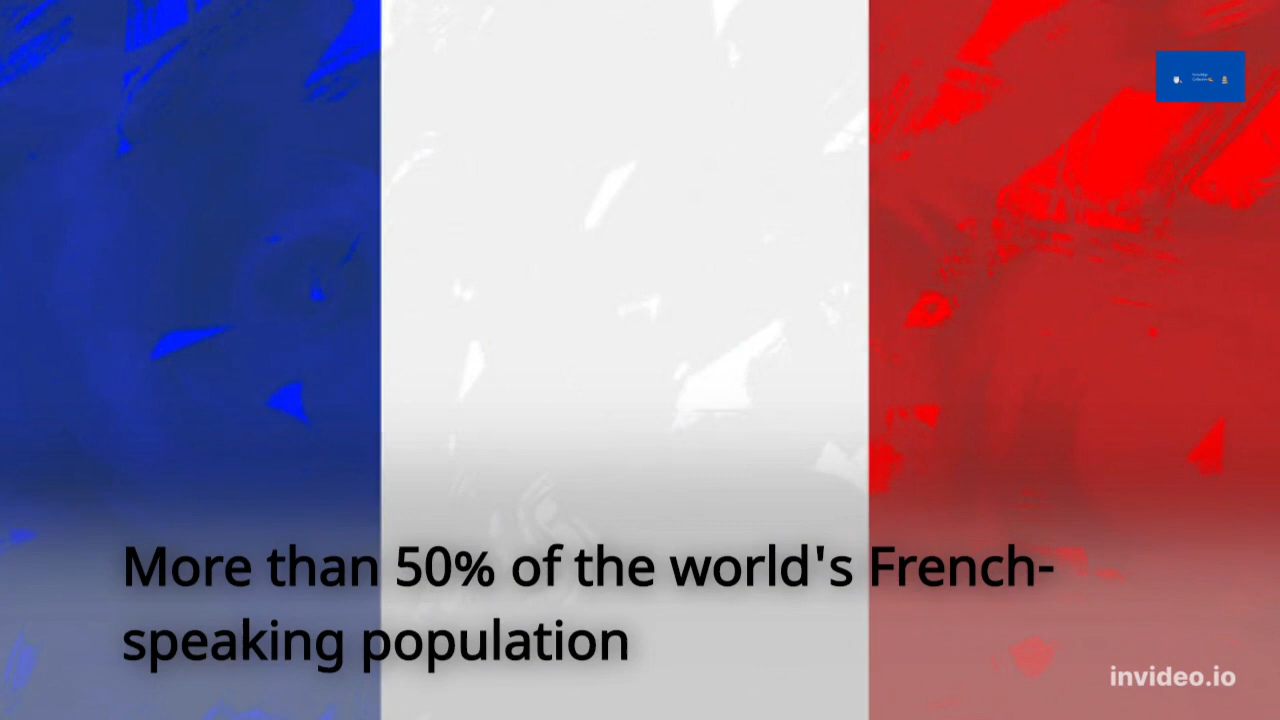 More than 50% of the world's French-
speaking population
invideo.io